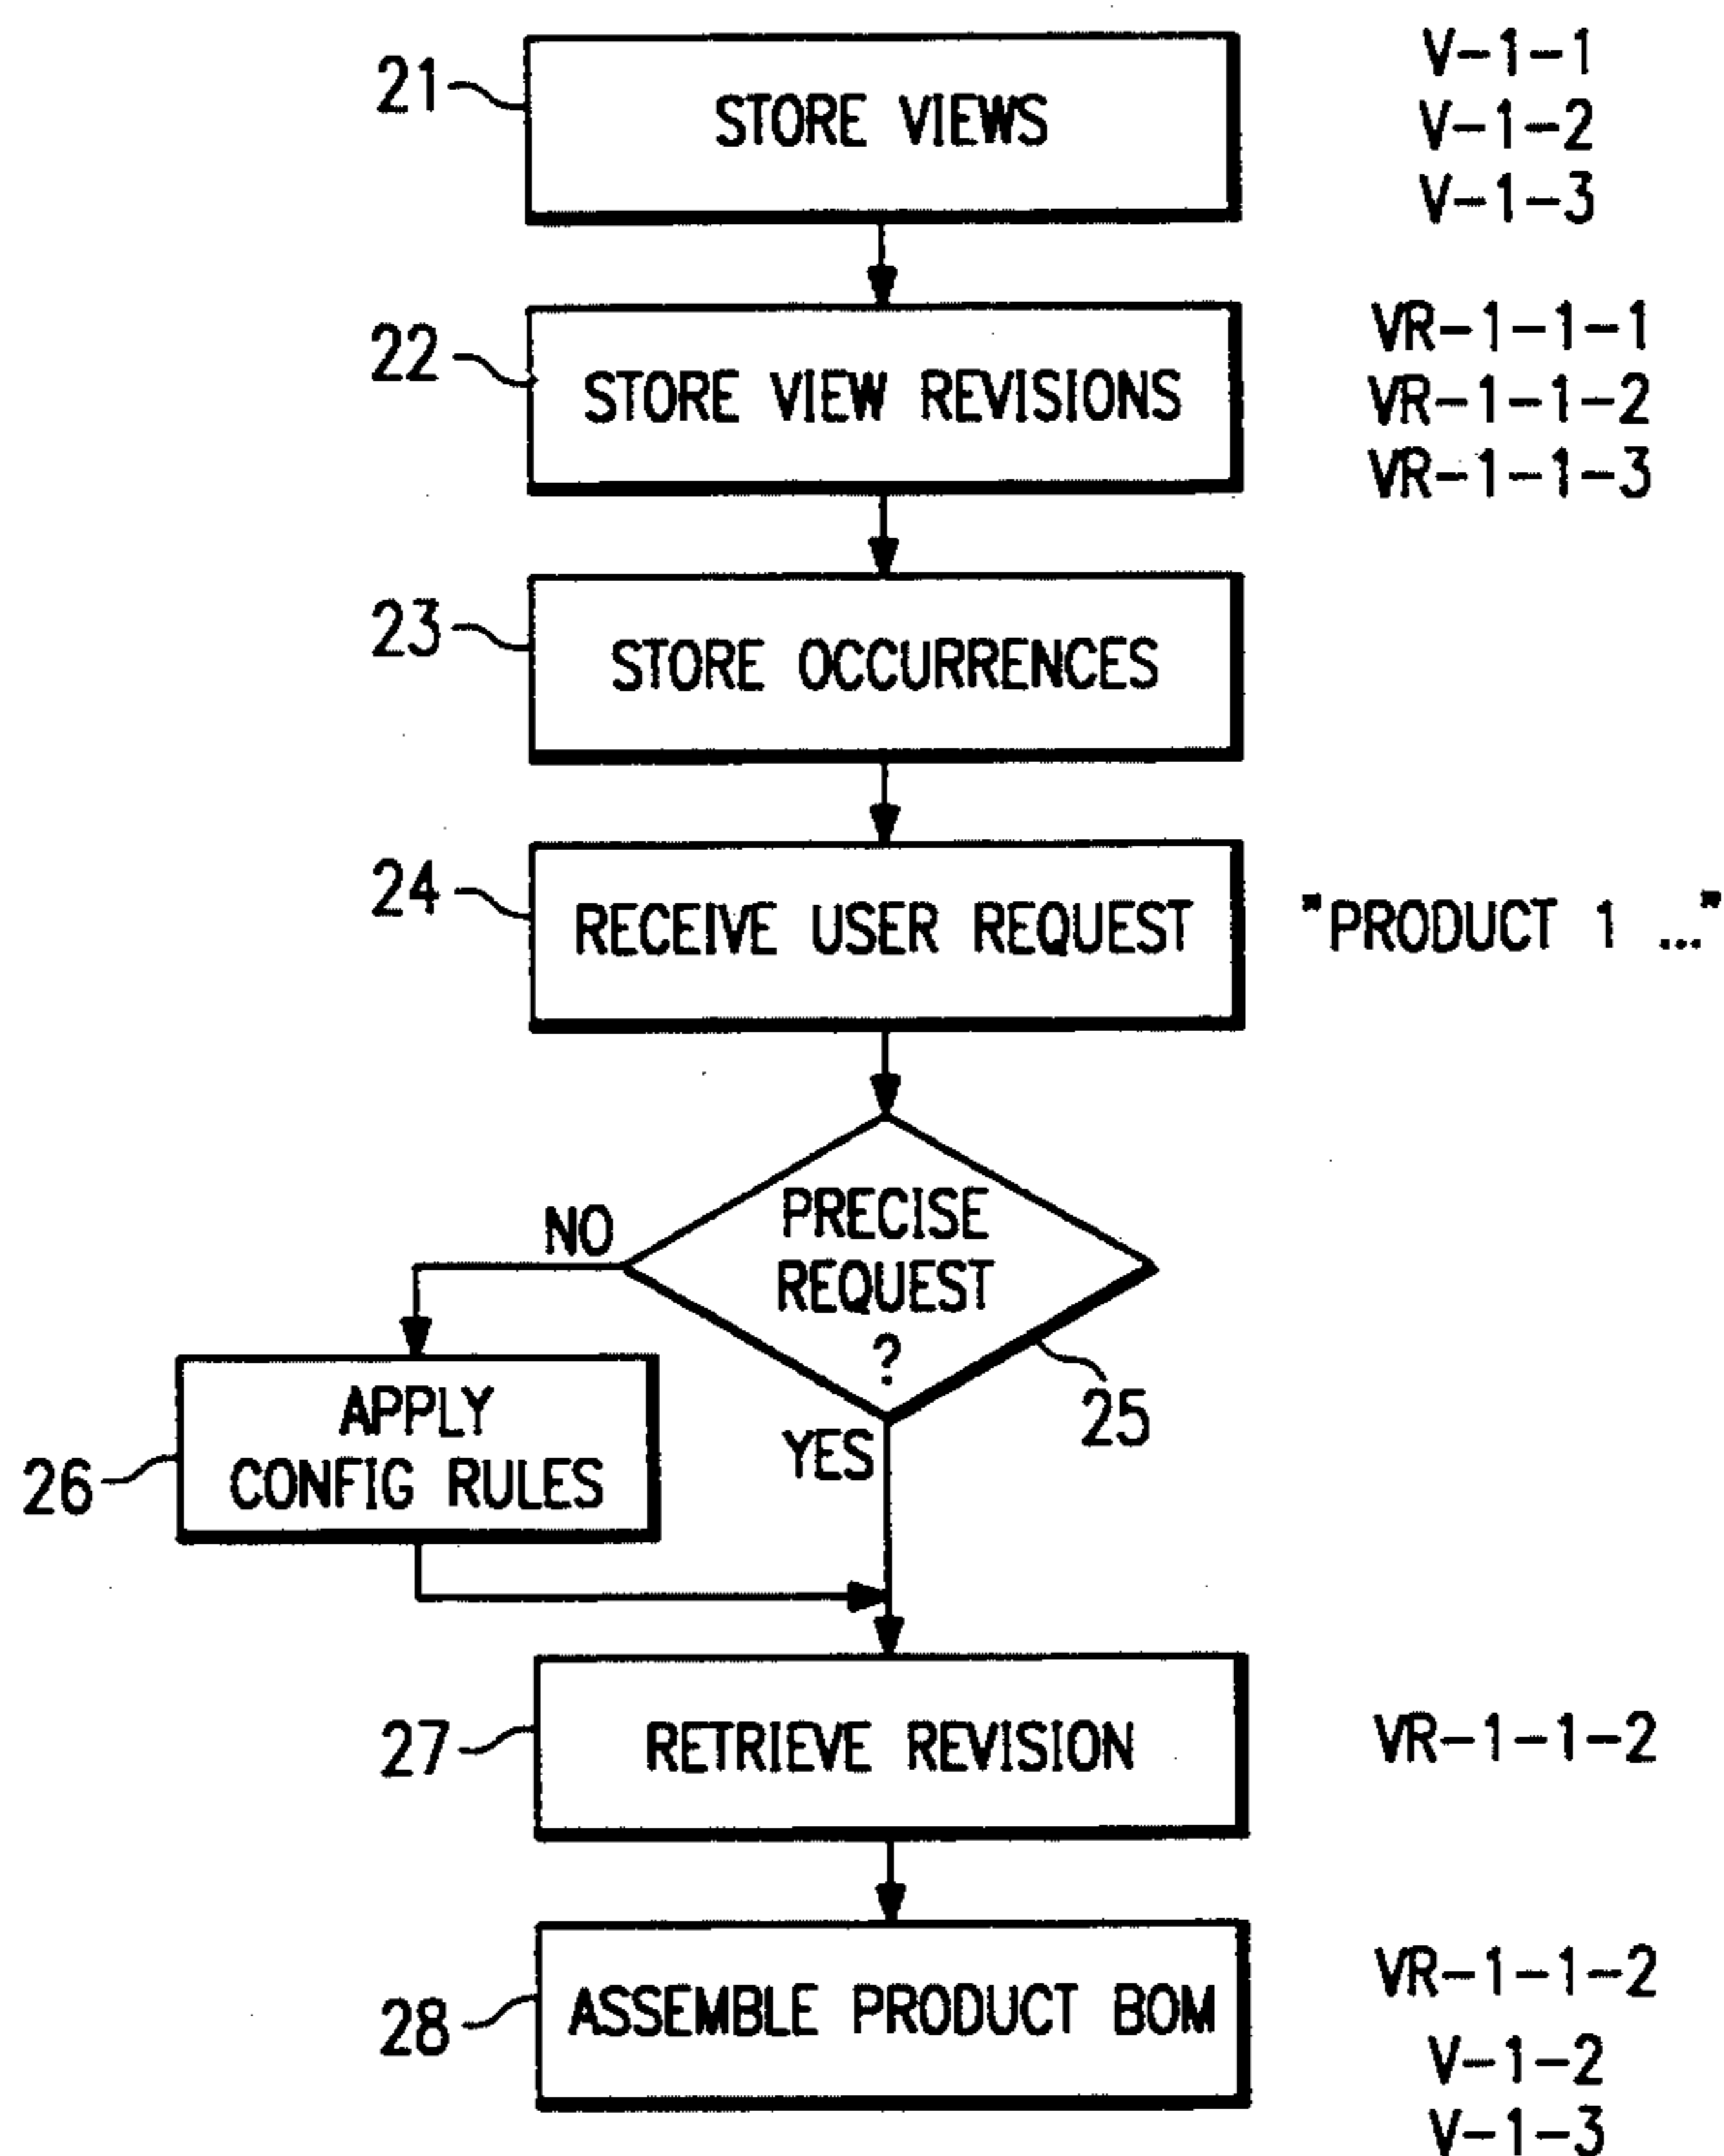 21
STORE VIEWS
V-1-1
V-1-2
V-1-3
22
STORE VIEW REVISIONS
VR-1-1-1
VR-1-1-2
VR-1-1-3
23
STORE OCCURRENCES
24
RECEIVE USER REQUEST
"PRODUCT 1 ..."
PRECISE
REQUEST
?
25
NO
YES
26
APPLY
CONFIG RULES
27
RETRIEVE REVISION
VR-1-1-2
28
ASSEMBLE PRODUCT BOM
VR-1-1-2
V-1-2
V-1-3